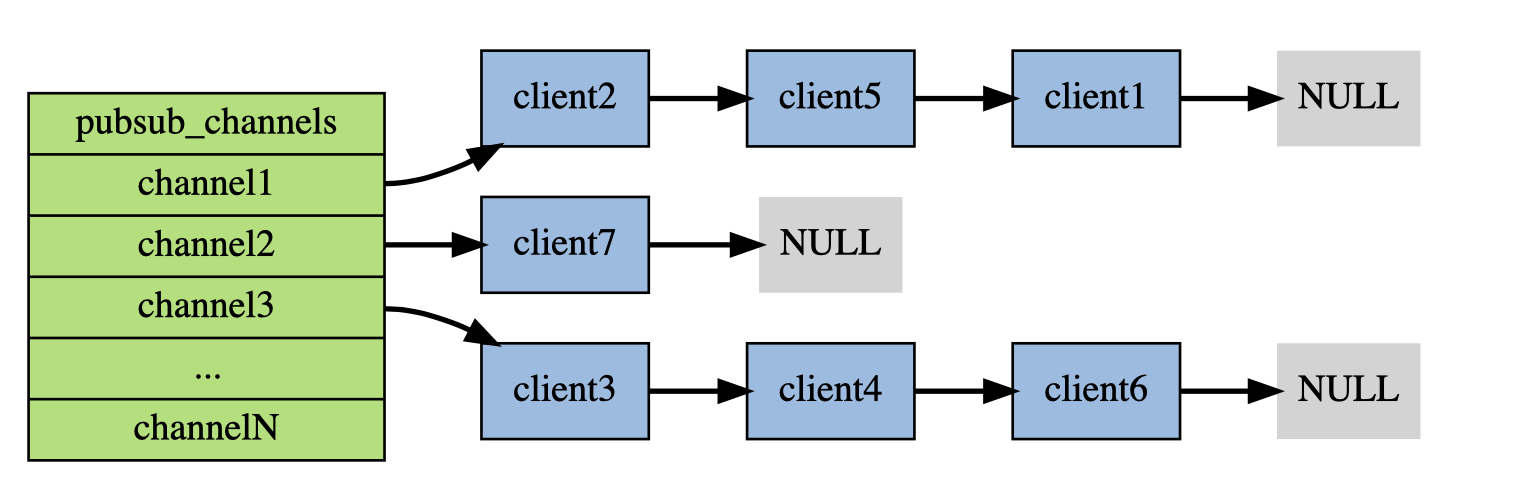 pubsub_channels
channel1
channel2
channel3
...
channelN
client2 client5 client1 NULL
client7 NULL
client3 client4 client6 NULL